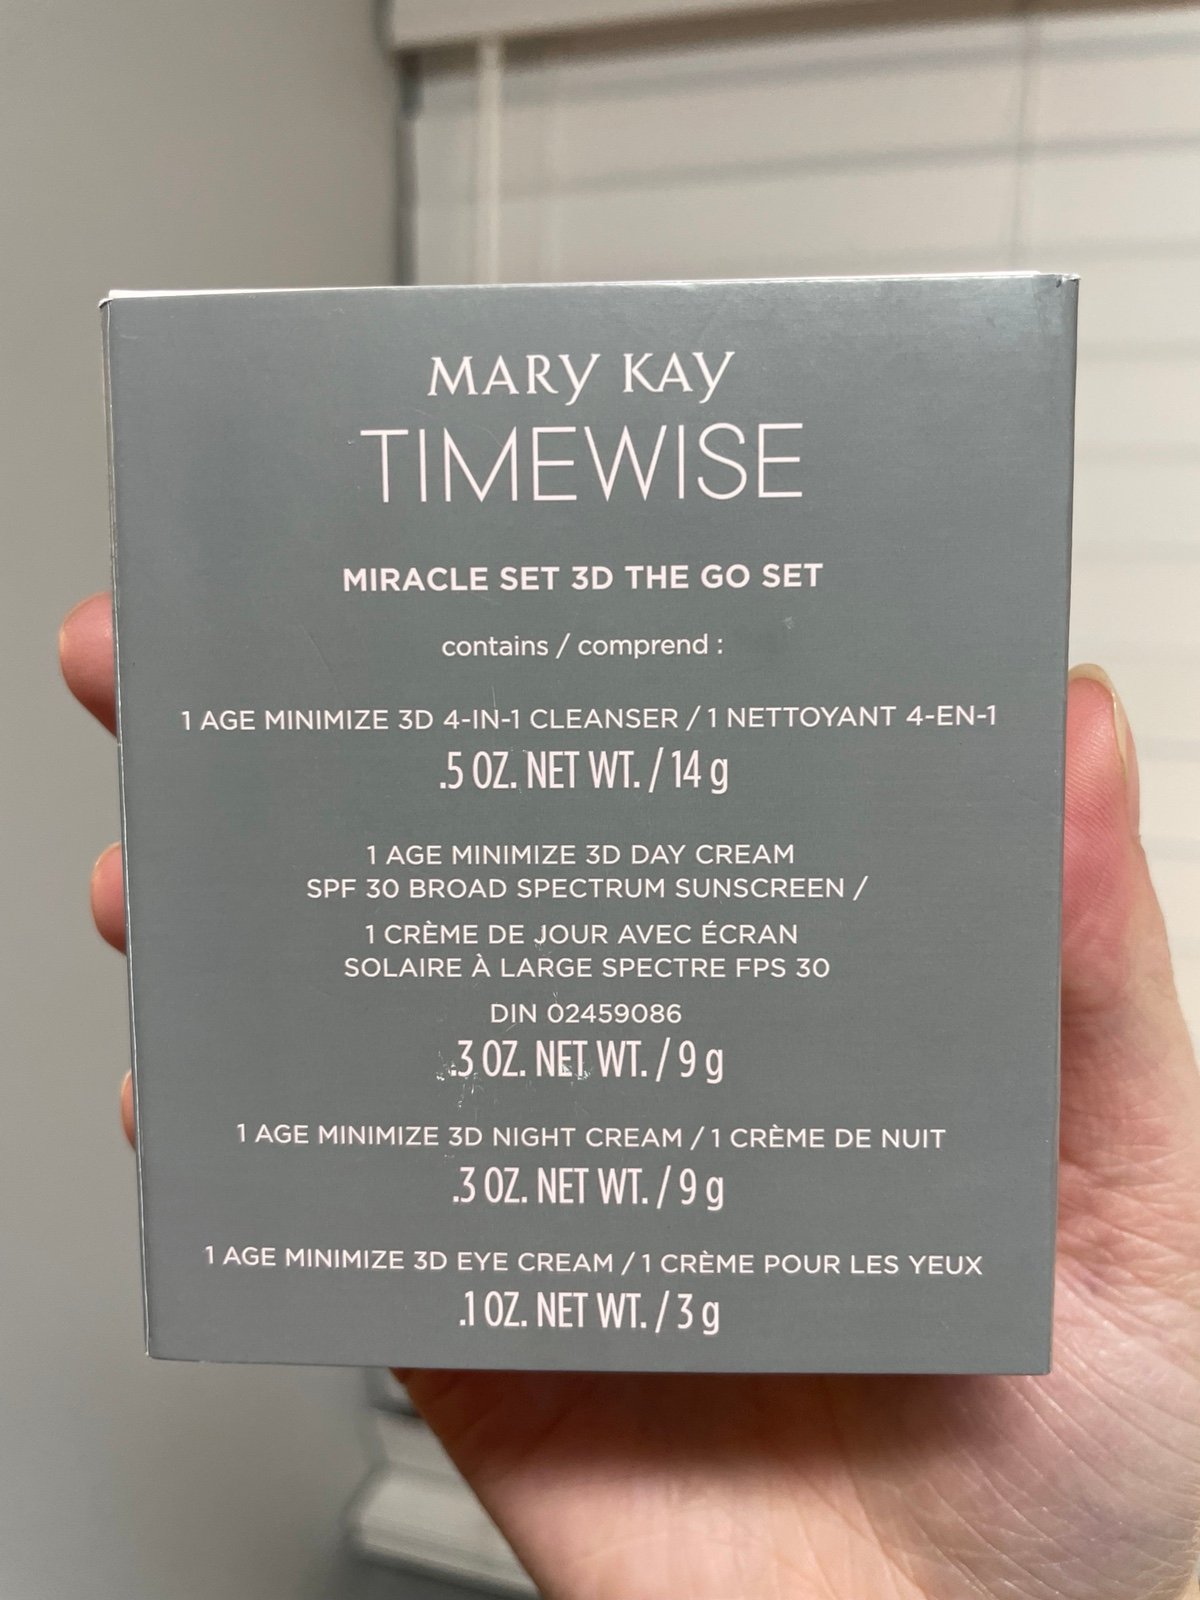 MARY KAY
TIMEWISE
MIRACLE SET 3D THE GO SET
contains / comprend :
1 AGE MINIMIZE 3D 4-IN-1 CLEANSER / 1 NETTOYANT 4-EN-1
.5 OZ. NET WT. / 14 g
1 AGE MINIMIZE 3D DAY CREAM
SPF 30 BROAD SPECTRUM SUNSCREEN /
1 CRÈME DE JOUR AVEC ÉCRAN
SOLAIRE À LARGE SPECTRE FPS 30
DIN 02459086
.3 OZ. NET WT. / 9 g
1 AGE MINIMIZE 3D NIGHT CREAM / 1 CRÈME DE NUIT
.3 OZ. NET WT. / 9 g
1 AGE MINIMIZE 3D EYE CREAM / 1 CRÈME POUR LES YEUX
.1 OZ. NET WT. / 3 g